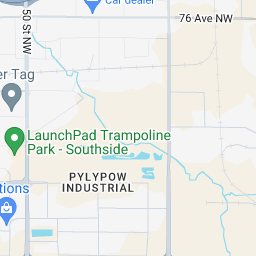 Car dealer
76 Ave NW
50 St NW
er Tag
LaunchPad Trampoline
Park - Southside
PYLYPOW
INDUSTRIAL
tions